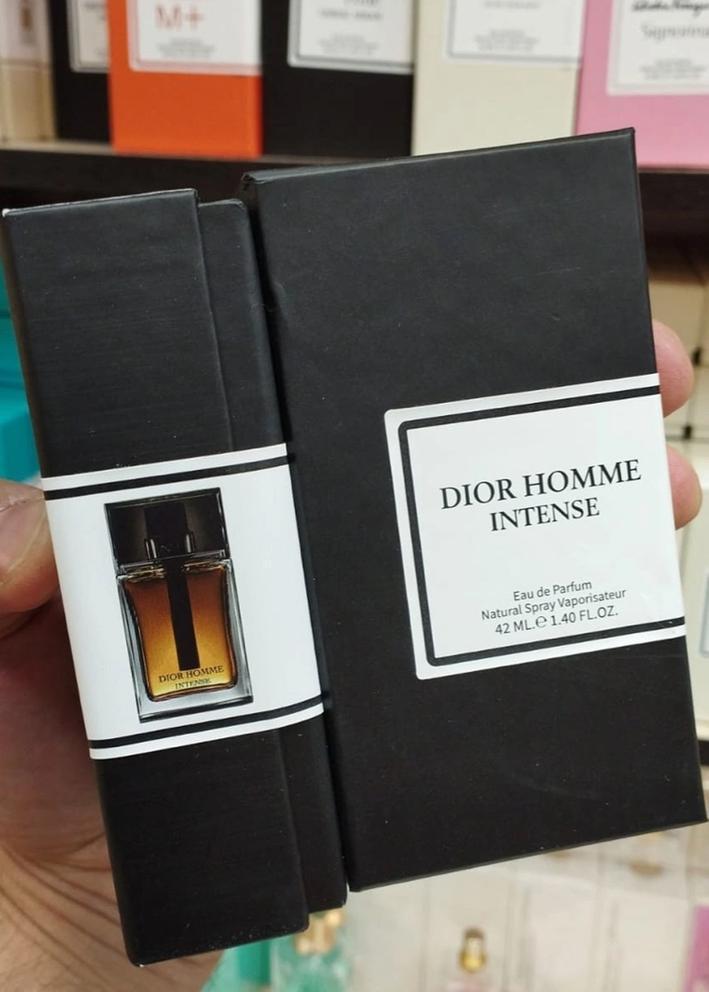 M+
DIOR HOMME
INTENSE
DIOR HOMME
INTENSE
Eau de Parfum
Natural Spray Vaporisateur
42 ML.℮ 1.40 FL.OZ.